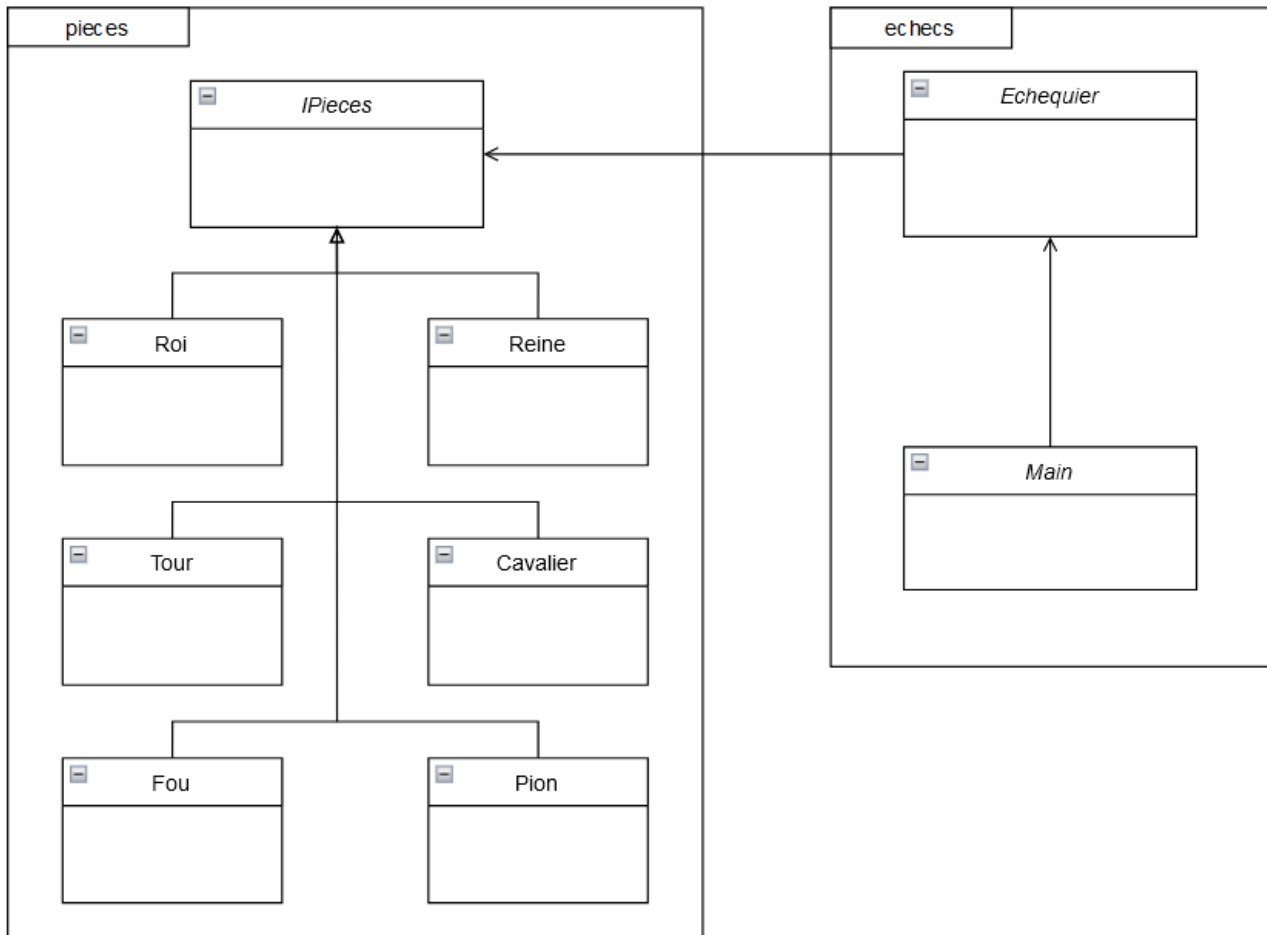 pieces
echecs
IPieces
Echequier
Roi
Reine
Main
Tour
Cavalier
Fou
Pion